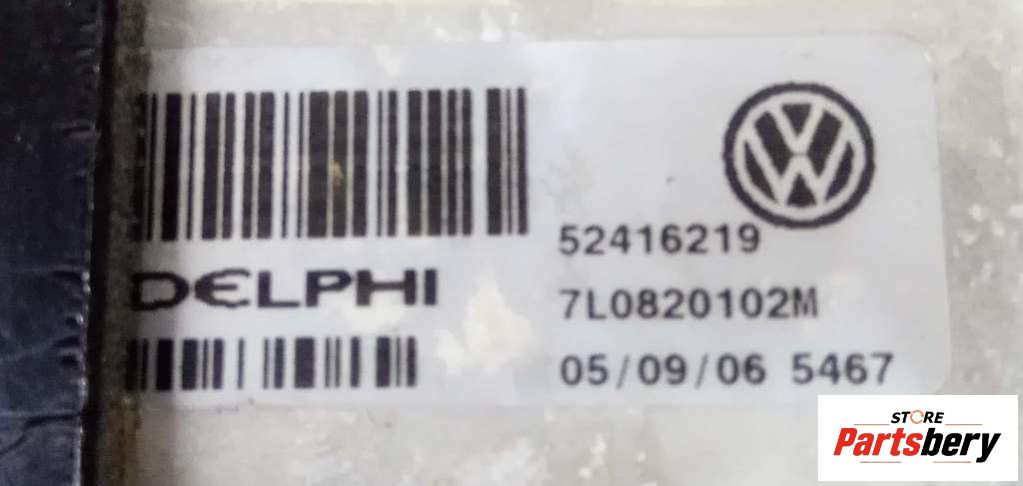 52416219
DELPHI
7L0820102M
05/09/06 5467
STORE
Partsbery